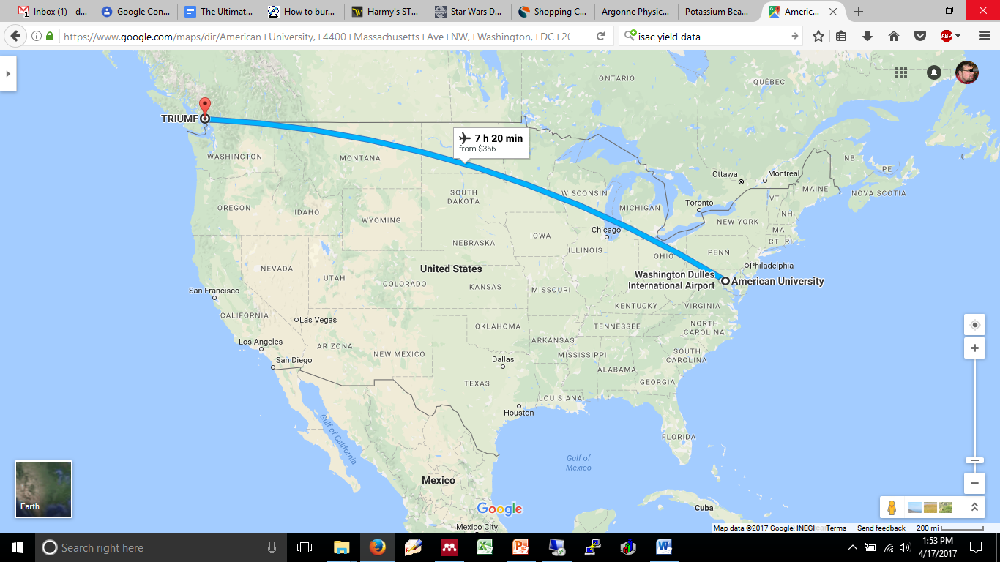 Inbox (1) - d...
Google Con...
The Ultimat...
How to bur...
Harmy's ST...
Star Wars D...
Shopping C...
Argonne Physic...
Potassium Bea...
Americ...
https://www.google.com/maps/dir/American+University,+4400+Massachusetts+Ave+NW,+Washington,+DC+20
isac yield data
ABP
ONTARIO
QUÉBEC
TRIUMF
7 h 20 min
from $356
WASHINGTON
MONTANA
NB
PE
Ottawa
Montreal
MAINE
NOVA SCOTIA
SOUTH
DAKOTA
WISCONSIN
VT
Toronto
OREGON
IDAHO
MICHIGAN
NH
WYOMING
NEW YORK
Chicago
MA
IOWA
CT
RI
NEBRASKA
ILLINOIS
OHIO
PENN
NEVADA
United States
Philadelphia
UTAH
COLORADO
KANSAS
MISSOURI
Washington Dulles
International Airport
American University
San Francisco
KENTUCKY
VIRGINIA
CALIFORNIA
Las Vegas
OKLAHOMA
TENNESSEE
NORTH
CAROLINA
Los Angeles
ARIZONA
NEW MEXICO
ARKANSAS
MISSISSIPPI
SOUTH
CAROLINA
San Diego
Dallas
ALABAMA
TEXAS
GEORGIA
LOUISIANA
Houston
Gulf of California
FLORIDA
Gulf of
Mexico
Mexico
Earth
Google
Cuba
Mexico City
Map data ©2017 Google, INEGI
Terms
Send feedback
200 mi
Search right here
1:53 PM
4/17/2017